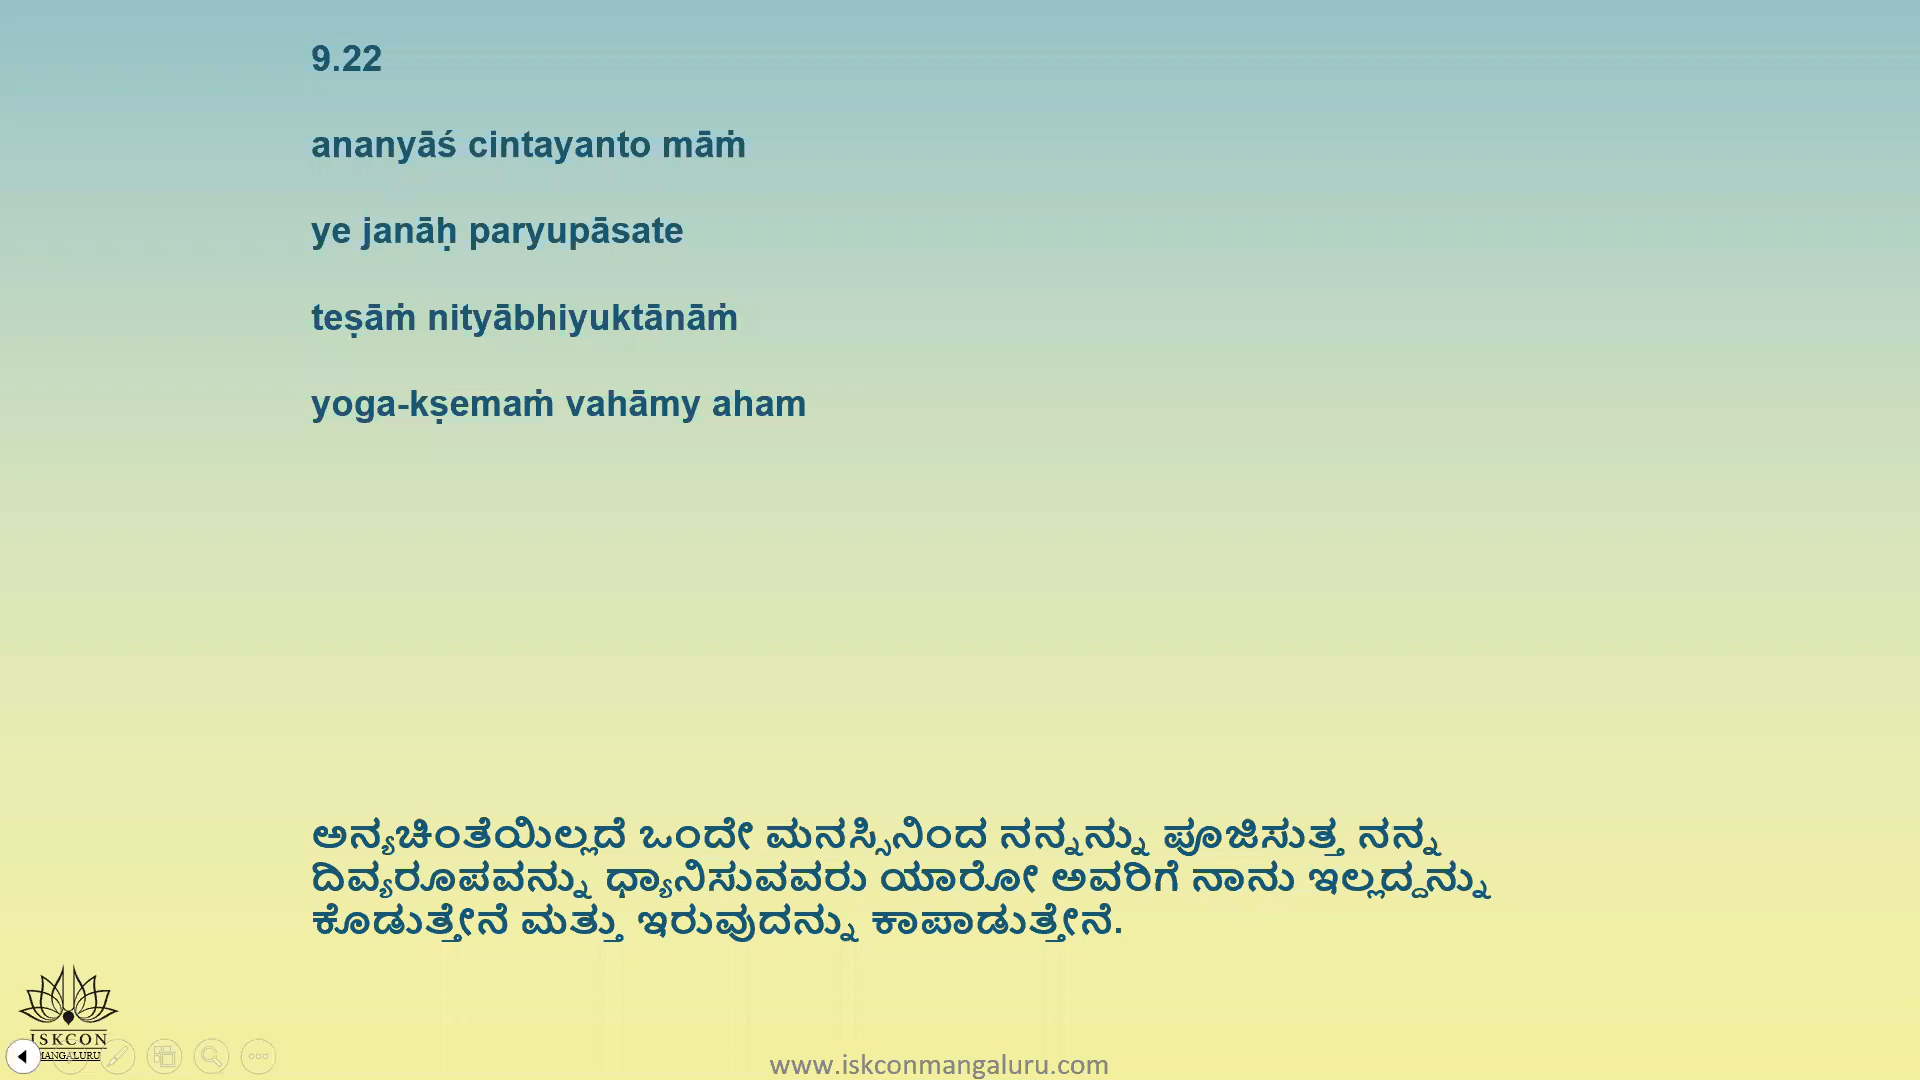 9.22
ananyāś cintayanto māṁ
ye janāḥ paryupāsate
teṣāṁ nityābhiyuktānāṁ
yoga-kṣemaṁ vahāmy aham
ಅನ್ಯಚಿಂತೆಯಿಲ್ಲದೆ ಒಂದೇ ಮನಸ್ಸಿನಿಂದ ನನ್ನನ್ನು ಪೂಜಿಸುತ್ತ ನನ್ನ
ದಿವ್ಯರೂಪವನ್ನು ಧ್ಯಾನಿಸುವವರು ಯಾರೋ ಅವರಿಗೆ ನಾನು ಇಲ್ಲದ್ದನ್ನು
ಕೊಡುತ್ತೇನೆ ಮತ್ತು ಇರುವುದನ್ನು ಕಾಪಾಡುತ್ತೇನೆ.
ISKCON
MANGALURU
www.iskconmangaluru.com